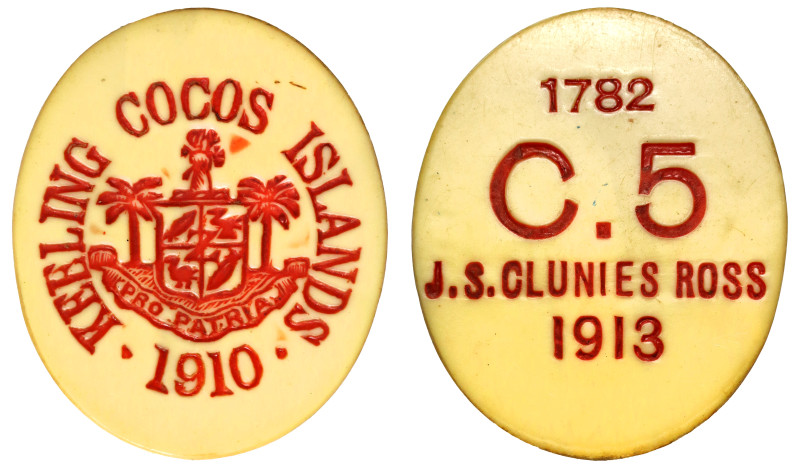 KEELING COCOS ISLANDS
PRO PATRIA
· 1910 ·
1782
C.5
J.S. CLUNIES ROSS
1913